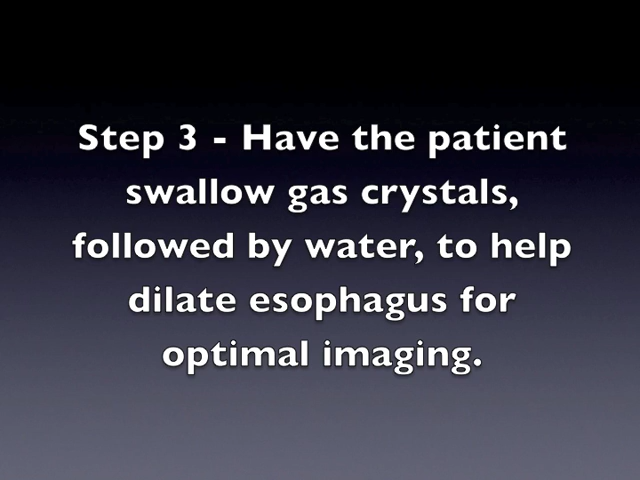 Step 3 - Have the patient
swallow gas crystals,
followed by water, to help
dilate esophagus for
optimal imaging.